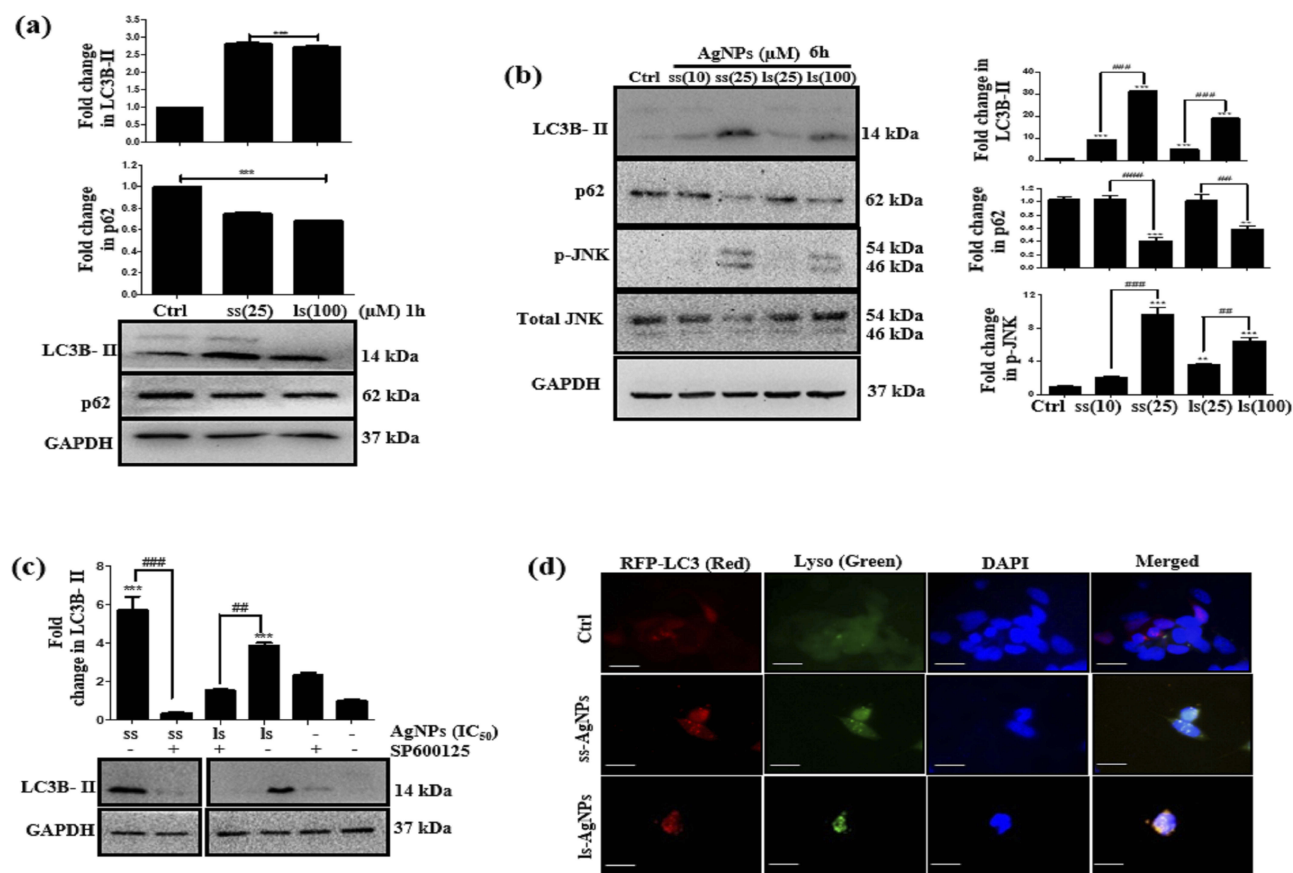 (a)
Fold change
in LC3B-II
3.5
3.0
2.5
2.0
1.5
1.0
0.5
0.0
***
Fold change
in p62
1.2
1.0
0.8
0.6
0.4
0.2
0.0
***
Ctrl ss(25) ls(100) (µM) 1h
LC3B- II 14 kDa
p62 62 kDa
GAPDH 37 kDa
(b)
AgNPs (µM) 6h
Ctrl ss(10) ss(25) ls(25) ls(100)
LC3B- II 14 kDa
p62 62 kDa
p-JNK 54 kDa
46 kDa
Total JNK 54 kDa
46 kDa
GAPDH 37 kDa
Fold change in
LC3B-II
40
30
20
10
0
*** ### *** *** ### ***
Fold change
in p62
1.2
1.0
0.8
0.6
0.4
0.2
0.0
#### *** ## **
Fold change
in p-JNK
12
8
4
0
### *** ** ## ***
Ctrl ss(10) ss(25) ls(25) ls(100)
(c)
Fold
change in LC3B- II
8
6
4
2
0
*** ### ## ***
ss ss ls ls - - AgNPs (IC50)
- + + - + - SP600125
LC3B- II 14 kDa
GAPDH 37 kDa
(d)
RFP-LC3 (Red) Lyso (Green) DAPI Merged
Ctrl
ss-AgNPs
ls-AgNPs